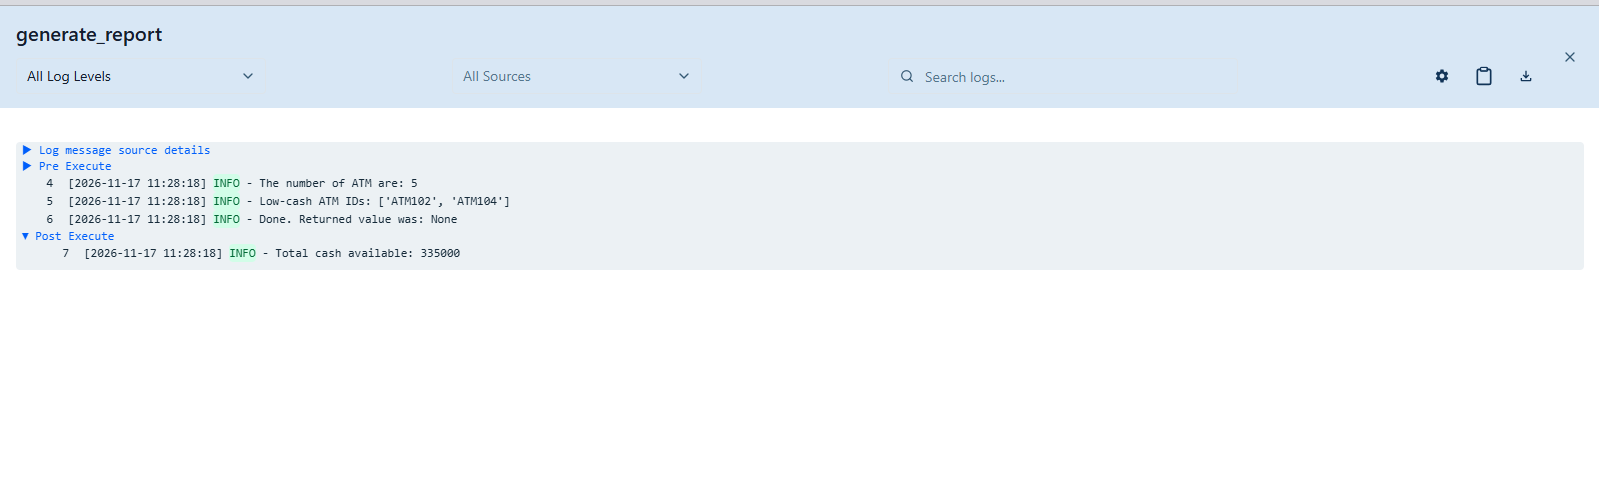 generate_report
All Log Levels
All Sources
Search logs...
Log message source details
Pre Execute
4 [2026-11-17 11:28:18] INFO - The number of ATM are: 5
5 [2026-11-17 11:28:18] INFO - Low-cash ATM IDs: ['ATM102', 'ATM104']
6 [2026-11-17 11:28:18] INFO - Done. Returned value was: None
Post Execute
7 [2026-11-17 11:28:18] INFO - Total cash available: 335000